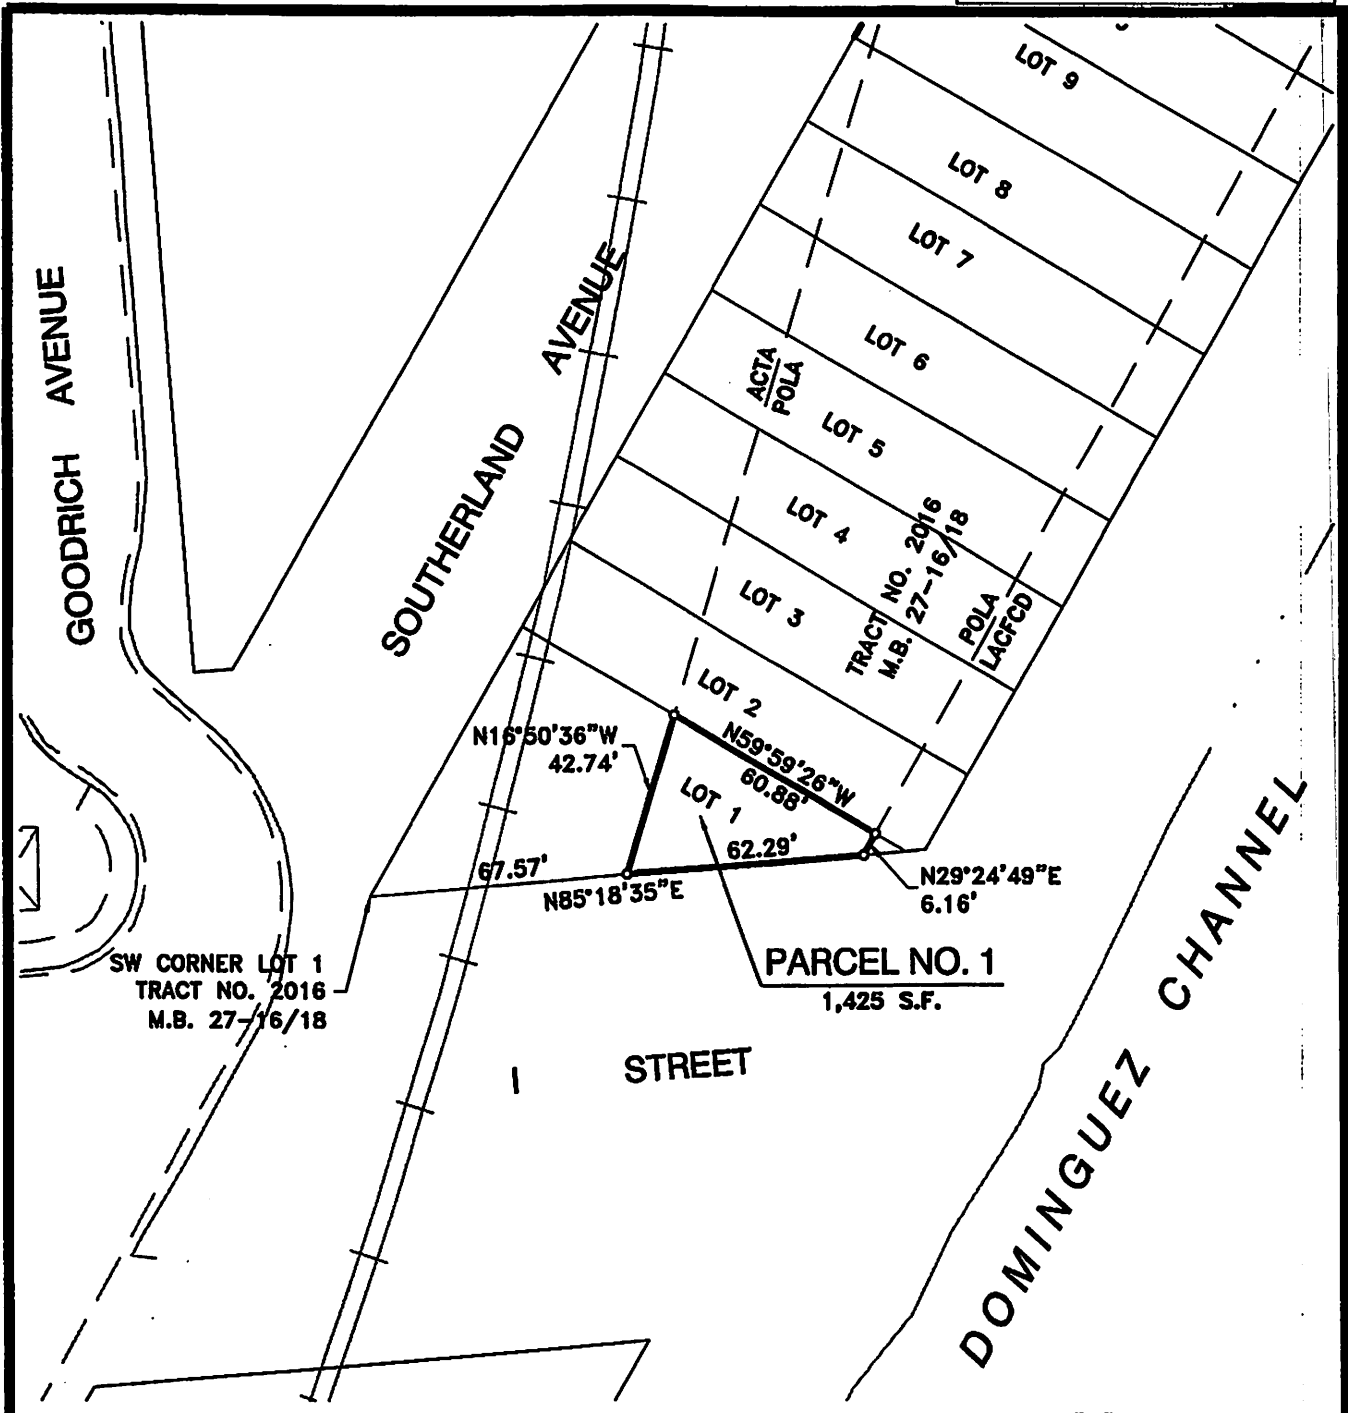 LOT 9
LOT 8
LOT 7
LOT 6
LOT 5
LOT 4
LOT 3
LOT 2
LOT 1
GOODRICH AVENUE
SOUTHERLAND AVENUE
ACTA
POLA
TRACT NO. 2016
M.B. 27-16/18
POLA
LACFCD
N16°50'36"W
42.74'
N59°59'26"W
60.88'
62.29'
67.57'
N85°18'35"E
N29°24'49"E
6.16'
SW CORNER LOT 1
TRACT NO. 2016
M.B. 27-16/18
PARCEL NO. 1
1,425 S.F.
I STREET
DOMINGUEZ CHANNEL